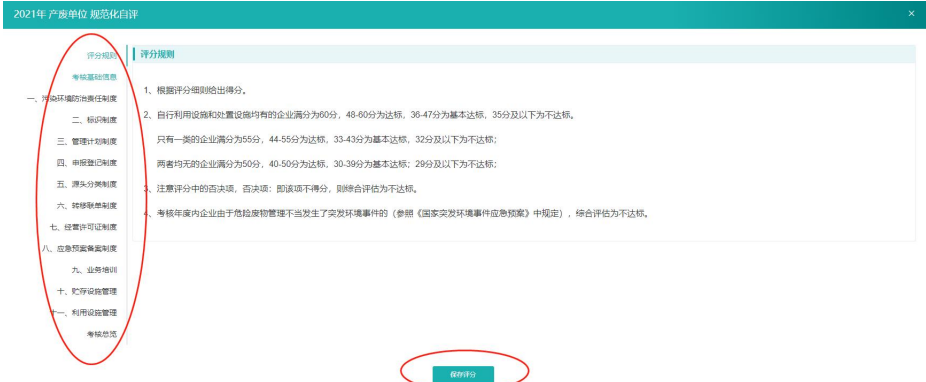 2021年 产废单位 规范化自评
×
评分规则
考核基础信息
一、污染环境防治责任制度
二、标识制度
三、管理计划制度
四、申报登记制度
五、源头分类制度
六、转移联单制度
七、经营许可证制度
八、应急预案备案制度
九、业务培训
十、贮存设施管理
十一、利用设施管理
考核总览
评分规则
1、根据评分细则给出得分。
2、自行利用设施和处置设施均有的企业满分为60分，48-60分为达标，36-47分为基本达标，35分及以下为不达标。
只有一类的企业满分为55分，44-55分为达标，33-43分为基本达标，32分及以下为不达标；
两者均无的企业满分为50分，40-50分为达标，30-39分为基本达标；29分及以下为不达标；
3、注意评分中的否决项，否决项：即该项不得分，则综合评估为不达标。
4、考核年度内企业由于危险废物管理不当发生了突发环境事件的（参照《国家突发环境事件应急预案》中规定），综合评估为不达标。
保存评分